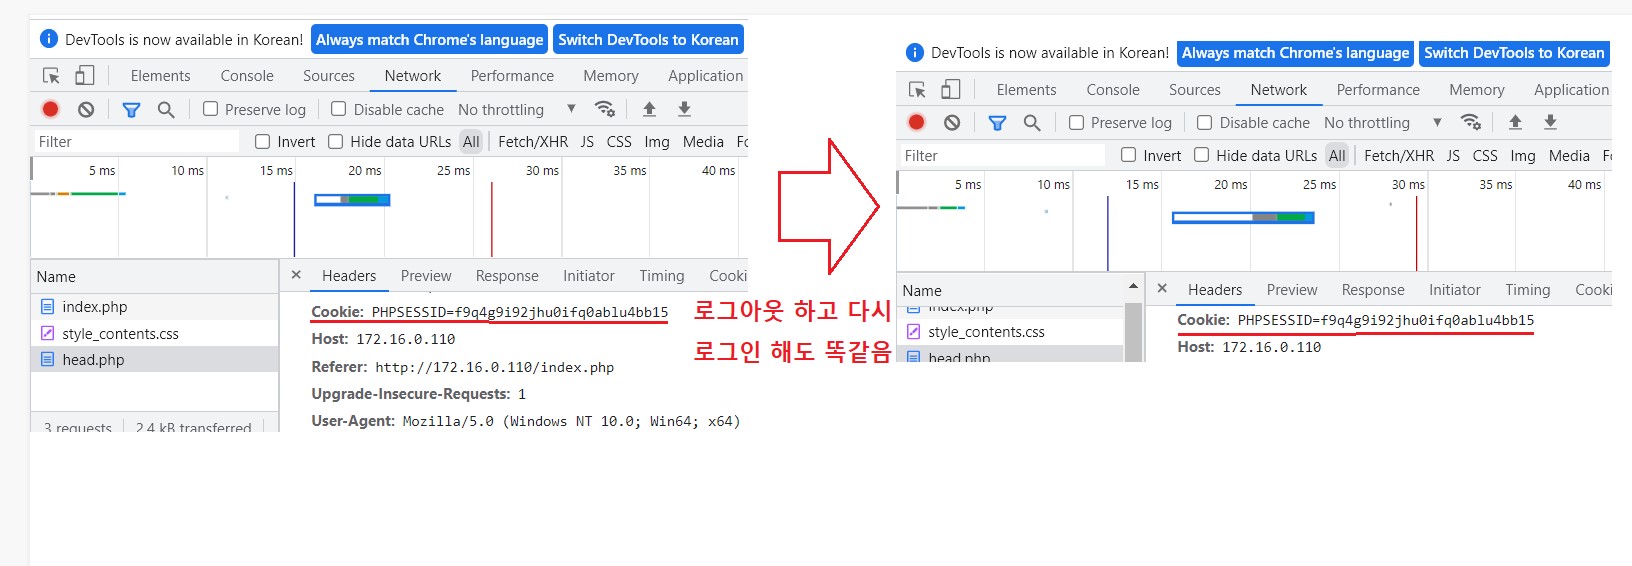 DevTools is now available in Korean! Always match Chrome's language Switch DevTools to Korean
Elements Console Sources Network Performance Memory Application
Preserve log Disable cache No throttling
Filter Invert Hide data URLs All Fetch/XHR JS CSS Img Media
5 ms 10 ms 15 ms 20 ms 25 ms 30 ms 35 ms 40 ms
Name
index.php
style_contents.css
head.php
3 requests 2.4 kB transferred
Headers Preview Response Initiator Timing Cooki
Cookie: PHPSESSID=f9q4g9i92jhu0ifq0ablu4bb15
Host: 172.16.0.110
Referer: http://172.16.0.110/index.php
Upgrade-Insecure-Requests: 1
User-Agent: Mozilla/5.0 (Windows NT 10.0; Win64; x64)
로그아웃 하고 다시
로그인 해도 똑같음
DevTools is now available in Korean! Always match Chrome's language Switch DevTools to Korean
Elements Console Sources Network Performance Memory Application
Preserve log Disable cache No throttling
Filter Invert Hide data URLs All Fetch/XHR JS CSS Img Media
5 ms 10 ms 15 ms 20 ms 25 ms 30 ms 35 ms 40 ms
Name
index.php
style_contents.css
head.php
Headers Preview Response Initiator Timing
Cookie: PHPSESSID=f9q4g9i92jhu0ifq0ablu4bb15
Host: 172.16.0.110